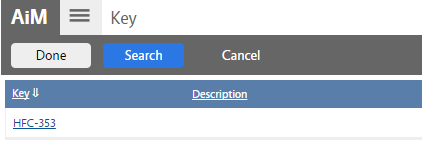 AiM Key
Done Search Cancel
Key ⇓ Description
HFC-353